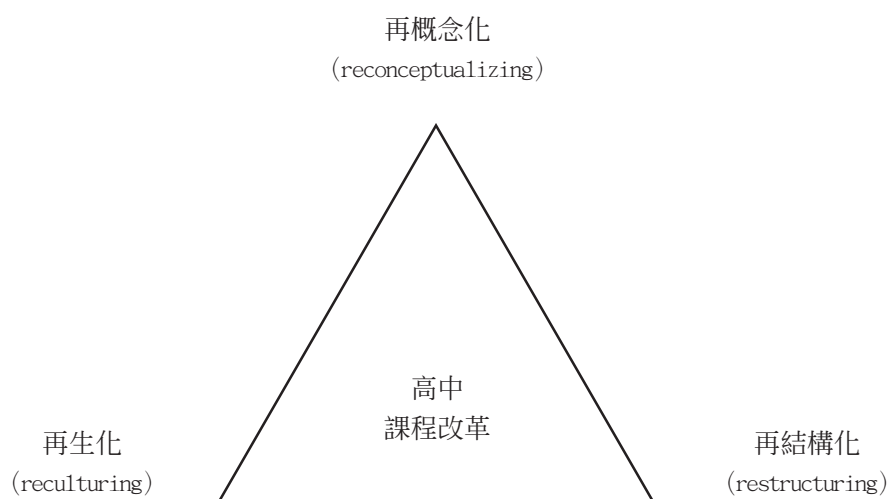 再概念化
(reconceptualizing)
高中
課程改革
再生化
(reculturing)
再結構化
(restructuring)